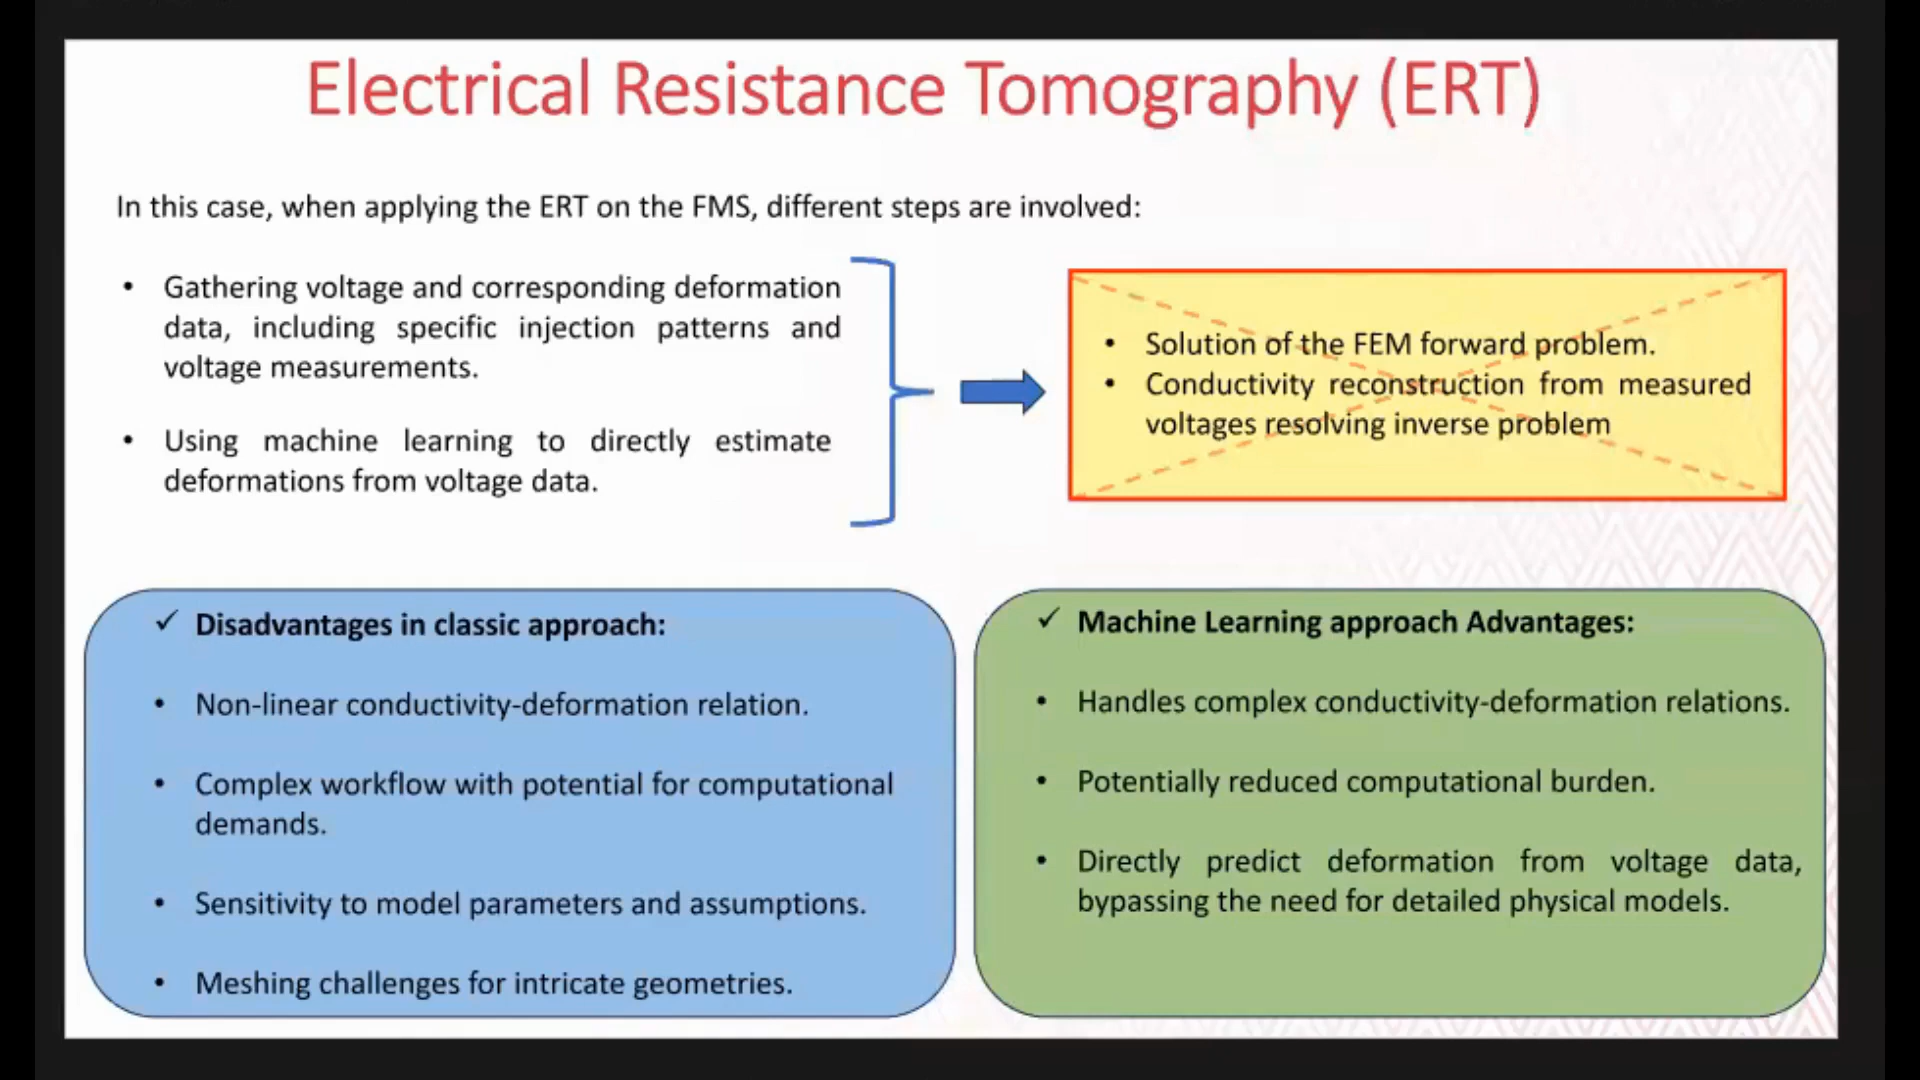 Electrical Resistance Tomography (ERT)
In this case, when applying the ERT on the FMS, different steps are involved:
• Gathering voltage and corresponding deformation
data, including specific injection patterns and
voltage measurements.
• Using machine learning to directly estimate
deformations from voltage data.
• Solution of the FEM forward problem.
• Conductivity reconstruction from measured
voltages resolving inverse problem
✓ Disadvantages in classic approach:
• Non-linear conductivity-deformation relation.
• Complex workflow with potential for computational
demands.
• Sensitivity to model parameters and assumptions.
• Meshing challenges for intricate geometries.
✓ Machine Learning approach Advantages:
• Handles complex conductivity-deformation relations.
• Potentially reduced computational burden.
• Directly predict deformation from voltage data,
bypassing the need for detailed physical models.